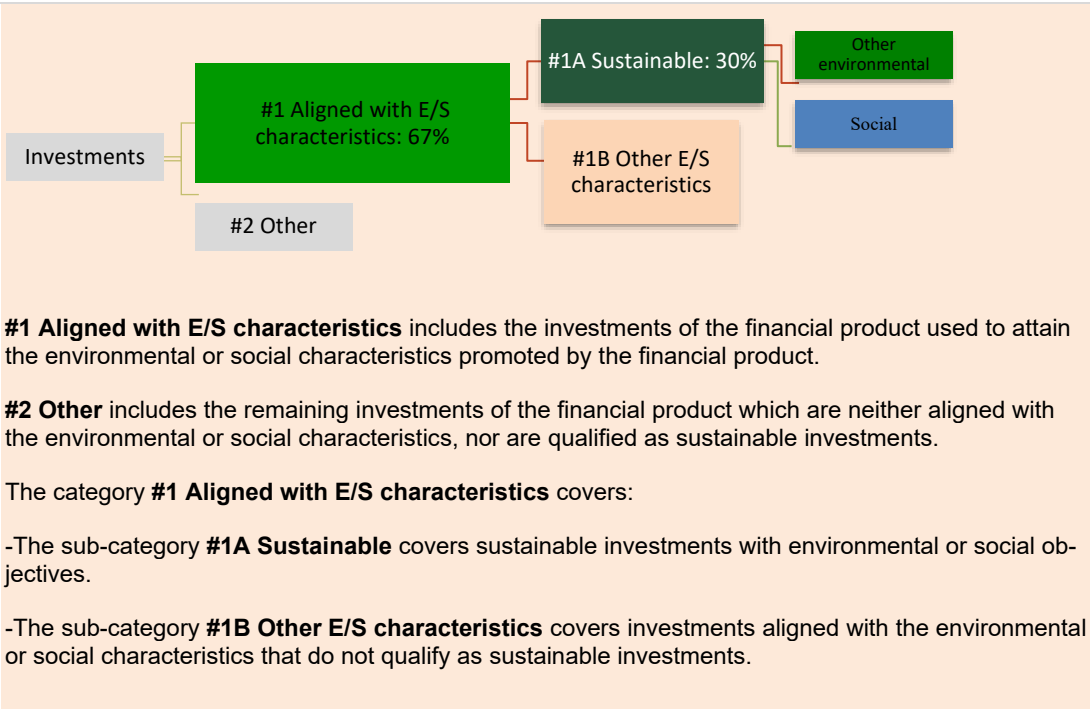 Investments
#1 Aligned with E/S
characteristics: 67%
#2 Other
#1A Sustainable: 30%
#1B Other E/S
characteristics
Other
environmental
Social
#1 Aligned with E/S characteristics includes the investments of the financial product used to attain
the environmental or social characteristics promoted by the financial product.
#2 Other includes the remaining investments of the financial product which are neither aligned with
the environmental or social characteristics, nor are qualified as sustainable investments.
The category #1 Aligned with E/S characteristics covers:
-The sub-category #1A Sustainable covers sustainable investments with environmental or social ob-
jectives.
-The sub-category #1B Other E/S characteristics covers investments aligned with the environmental
or social characteristics that do not qualify as sustainable investments.